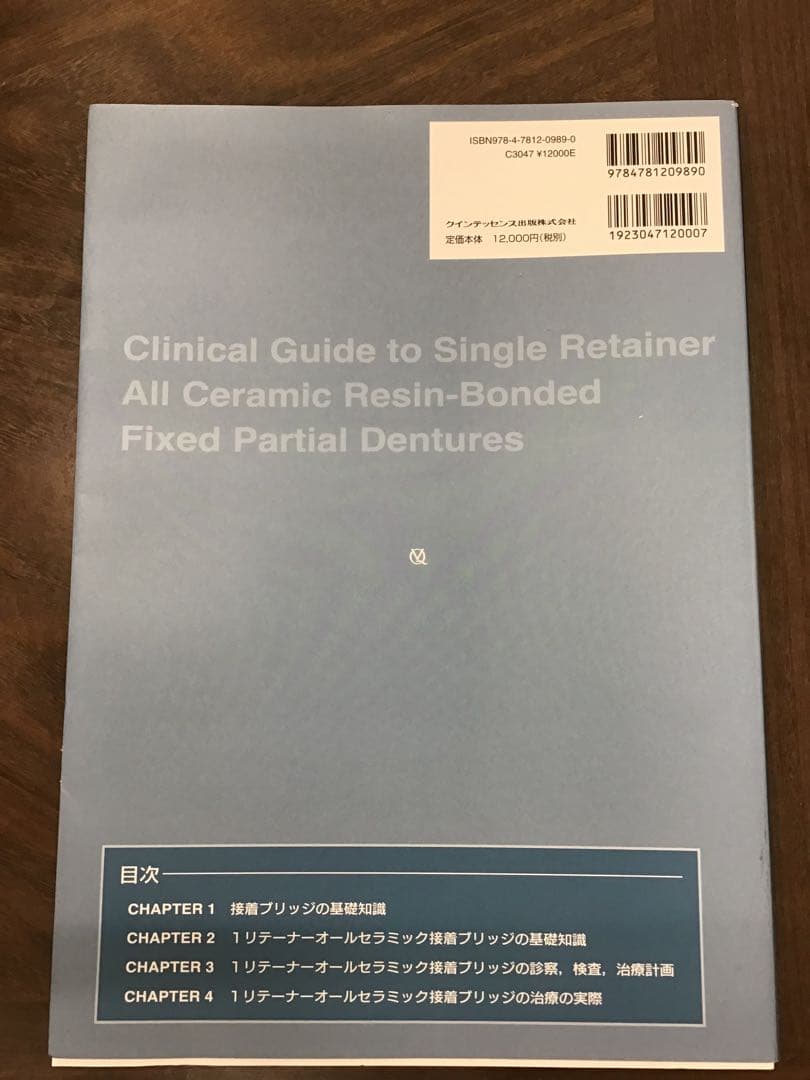 ISBN978-4-7812-0989-0
C3047 ¥12000E
9784781209890
クインテッセンス出版株式会社
定価本体 12,000円(税別)
1923047120007
Clinical Guide to Single Retainer
All Ceramic Resin-Bonded
Fixed Partial Dentures
目次
CHAPTER 1 接着ブリッジの基礎知識
CHAPTER 2 1リテーナーオールセラミック接着ブリッジの基礎知識
CHAPTER 3 1リテーナーオールセラミック接着ブリッジの診察，検査，治療計画
CHAPTER 4 1リテーナーオールセラミック接着ブリッジの治療の実際